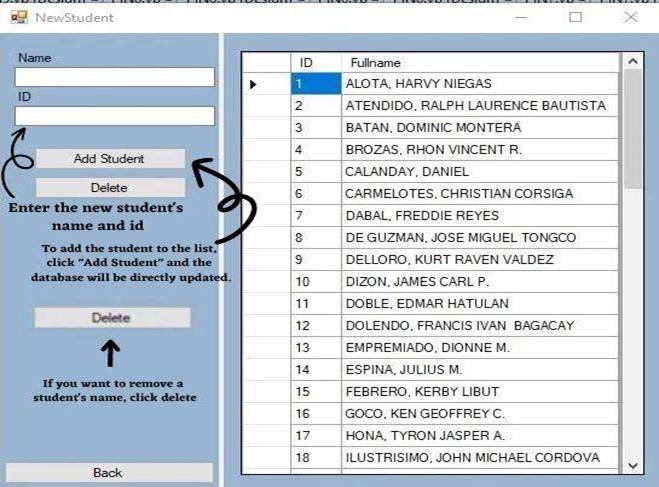 NewStudent
Name
ID
Add Student
Delete
Enter the new student's
name and id
To add the student to the list,
click "Add Student" and the
database will be directly updated.
Delete
If you want to remove a
student's name, click delete
Back
ID Fullname
1 ALOTA, HARVY NIEGAS
2 ATENDIDO, RALPH LAURENCE BAUTISTA
3 BATAN, DOMINIC MONTERA
4 BROZAS, RHON VINCENT R.
5 CALANDAY, DANIEL
6 CARMELOTES, CHRISTIAN CORSIGA
7 DABAL, FREDDIE REYES
8 DE GUZMAN, JOSE MIGUEL TONGCO
9 DELLORO, KURT RAVEN VALDEZ
10 DIZON, JAMES CARL P.
11 DOBLE, EDMAR HATULAN
12 DOLENDO, FRANCIS IVAN BAGACAY
13 EMPREMIADO, DIONNE M.
14 ESPINA, JULIUS M.
15 FEBRERO, KERBY LIBUT
16 GOCO, KEN GEOFFREY C.
17 HONA, TYRON JASPER A.
18 ILUSTRISIMO, JOHN MICHAEL CORDOVA